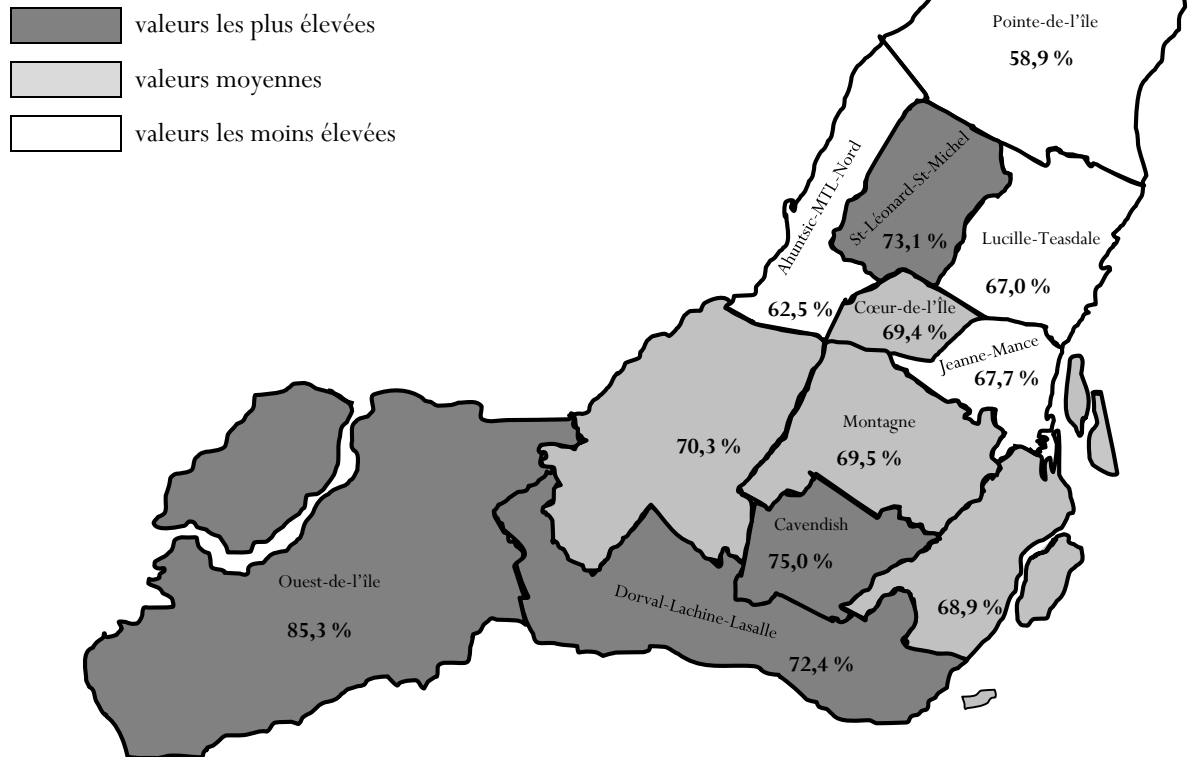 valeurs les plus élevées
valeurs moyennes
valeurs les moins élevées
Pointe-de-l'île
58,9 %
Ahuntsic-MTL-Nord
62,5 %
St-Léonard-St-Michel
73,1 %
Lucille-Teasdale
67,0 %
Cœur-de-l'Île
69,4 %
Jeanne-Mance
67,7 %
70,3 %
Montagne
69,5 %
Cavendish
75,0 %
Ouest-de-l'île
85,3 %
Dorval-Lachine-Lasalle
72,4 %
68,9 %